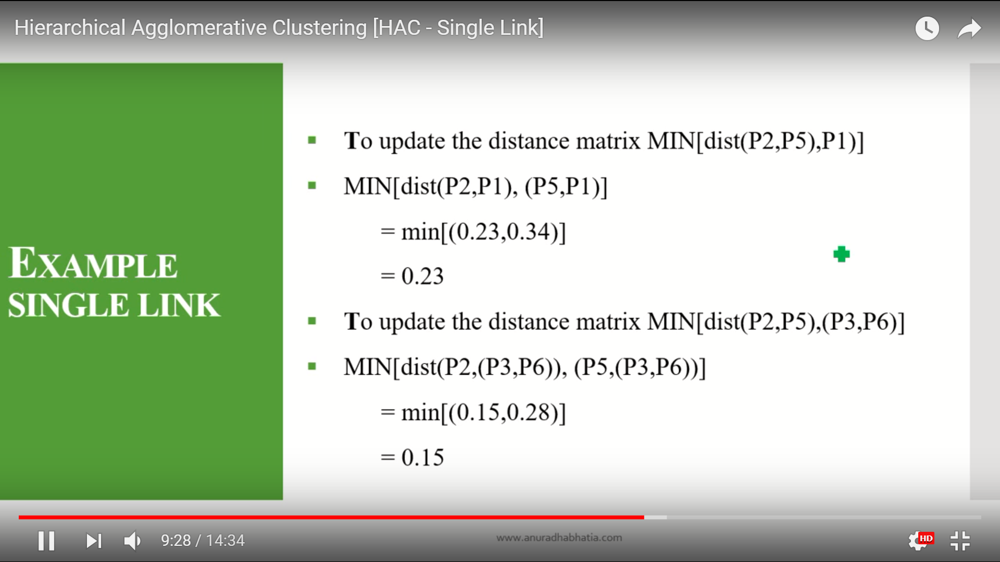 Hierarchical Agglomerative Clustering [HAC - Single Link]
EXAMPLE
SINGLE LINK
To update the distance matrix MIN[dist(P2,P5),P1)]
MIN[dist(P2,P1), (P5,P1)]
= min[(0.23,0.34)]
= 0.23
To update the distance matrix MIN[dist(P2,P5),(P3,P6)]
MIN[dist(P2,(P3,P6)), (P5,(P3,P6))]
= min[(0.15,0.28)]
= 0.15
9:28 / 14:34
www.anuradhabhatia.com
HD